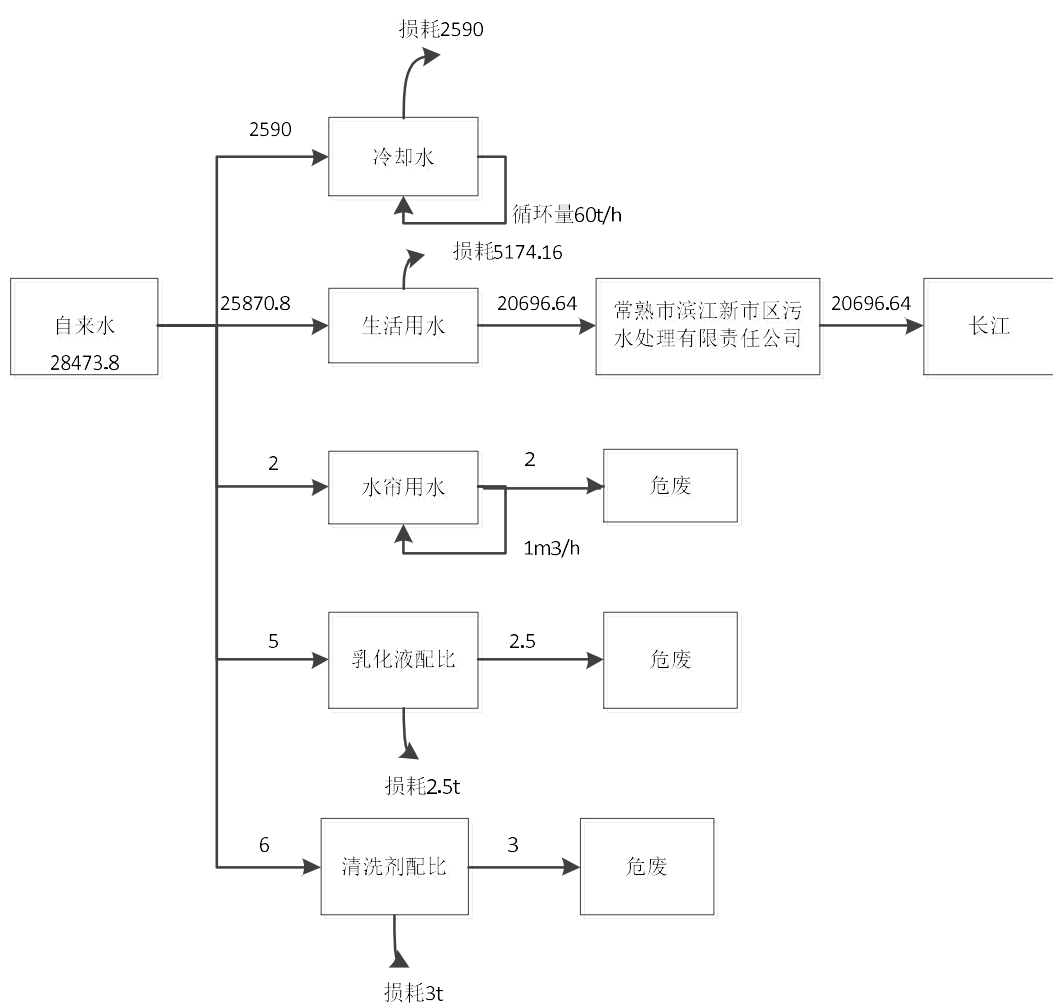 损耗2590
2590
冷却水
循环量60t/h
损耗5174.16
自来水
28473.8
25870.8
生活用水
20696.64
常熟市滨江新市区污
水处理有限责任公司
20696.64
长江
2
水帘用水
2
危废
1m3/h
5
乳化液配比
2.5
危废
损耗2.5t
6
清洗剂配比
3
危废
损耗3t